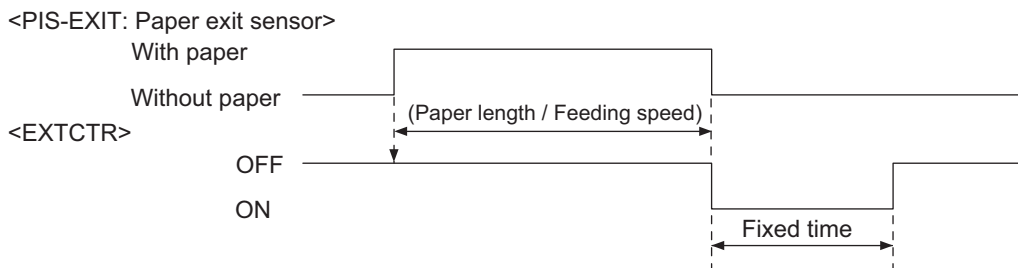 <PIS-EXIT: Paper exit sensor>
With paper
Without paper
(Paper length / Feeding speed)
<EXTCTR>
OFF
ON
Fixed time